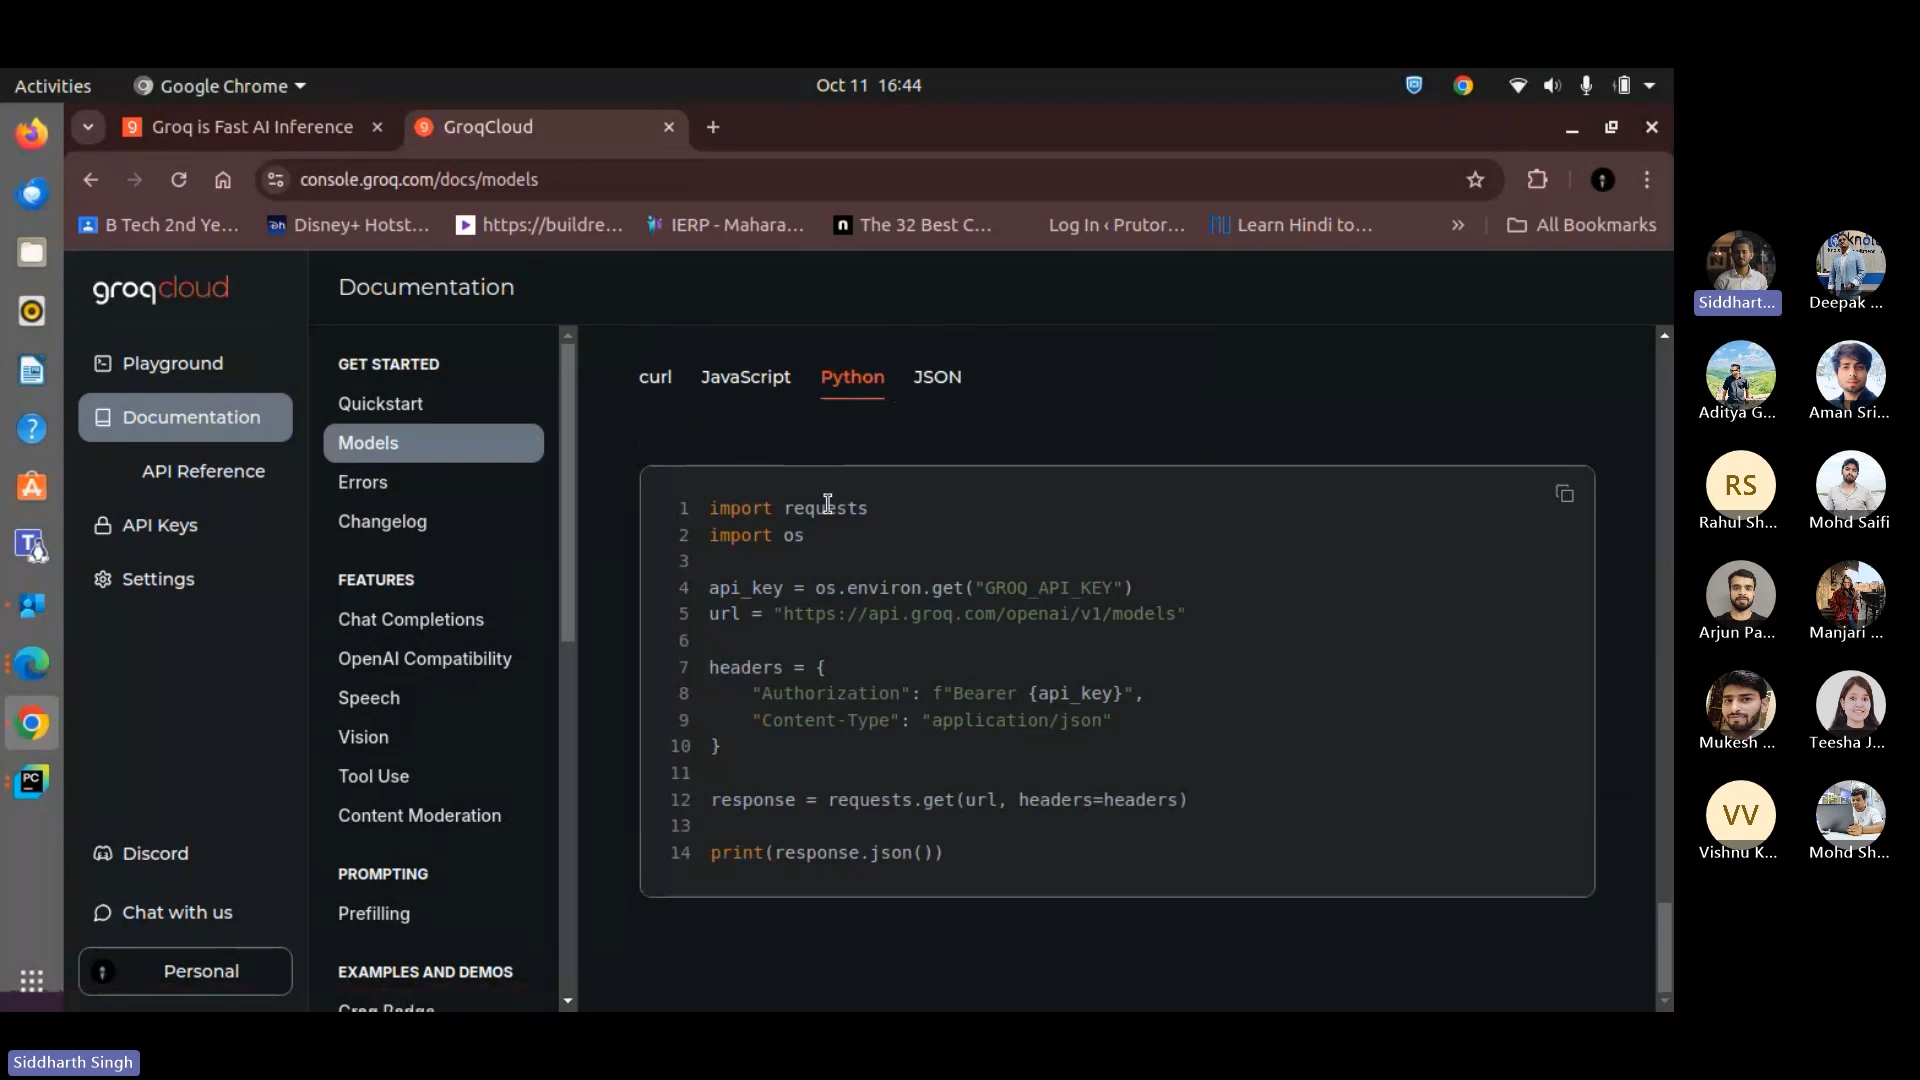 Activities
Google Chrome
Oct 11 16:44
Groq is Fast AI Inference
GroqCloud
console.groq.com/docs/models
B Tech 2nd Ye...
Disney+ Hotst...
https://buildre...
IERP - Mahara...
The 32 Best C...
Log In ‹ Prutor...
Learn Hindi to...
»
All Bookmarks
groqcloud
Playground
Documentation
API Reference
API Keys
Settings
Discord
Chat with us
Personal
Documentation
GET STARTED
Quickstart
Models
Errors
Changelog
FEATURES
Chat Completions
OpenAI Compatibility
Speech
Vision
Tool Use
Content Moderation
PROMPTING
Prefilling
EXAMPLES AND DEMOS
curl JavaScript Python JSON
1 import requests
2 import os
3
4 api_key = os.environ.get("GROQ_API_KEY")
5 url = "https://api.groq.com/openai/v1/models"
6
7 headers = {
8     "Authorization": f"Bearer {api_key}",
9     "Content-Type": "application/json"
10 }
11
12 response = requests.get(url, headers=headers)
13
14 print(response.json())
Siddhart...
Deepak ...
Aditya G...
Aman Sri...
RS
Rahul Sh...
Mohd Saifi
Arjun Pa...
Manjari ...
Mukesh ...
Teesha J...
VV
Vishnu K...
Mohd Sh...
Siddharth Singh